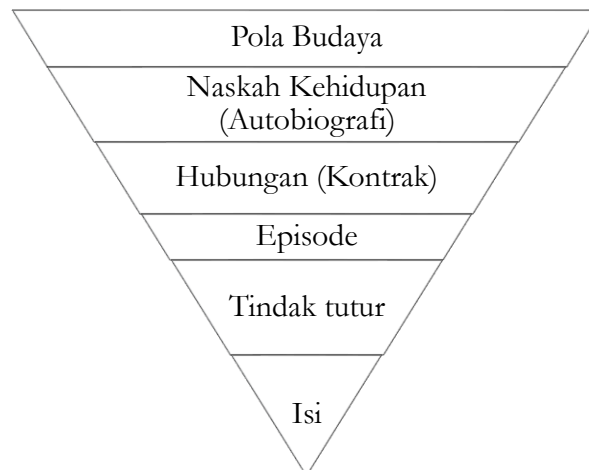 Pola Budaya
Naskah Kehidupan
(Autobiografi)
Hubungan (Kontrak)
Episode
Tindak tutur
Isi